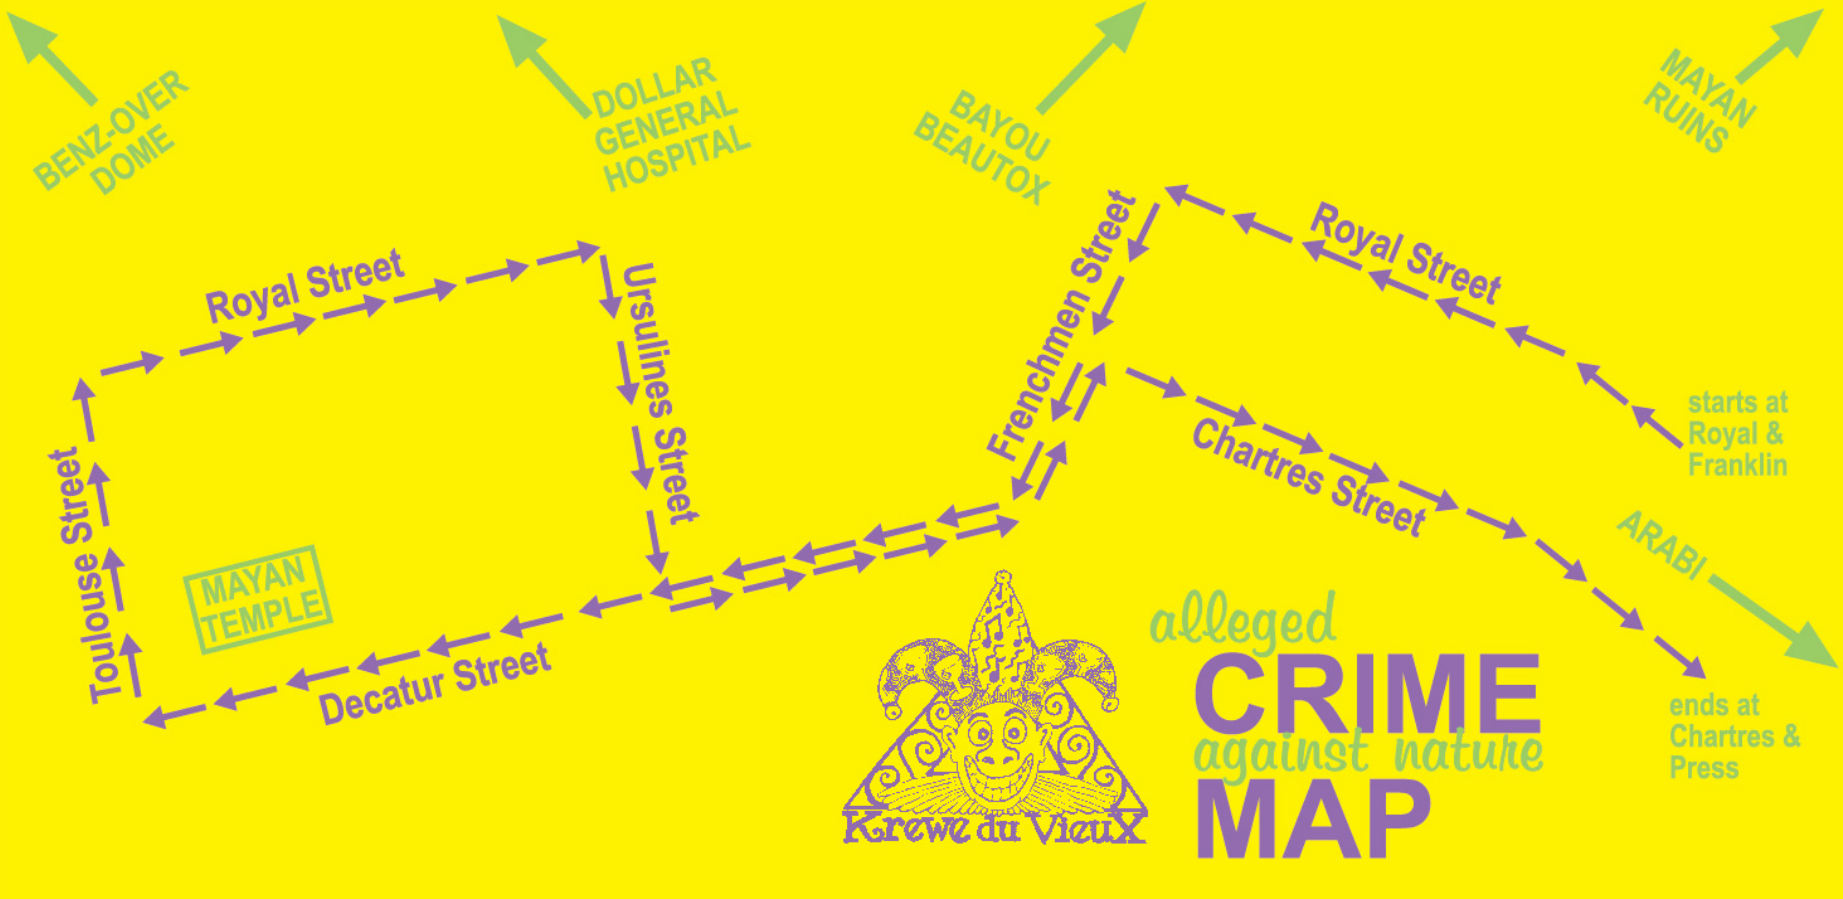 BENZ-OVER
DOME
DOLLAR
GENERAL
HOSPITAL
BAYOU
BEAUTOX
MAYAN
RUINS
Royal Street
Ursulines Street
Frenchmen Street
Royal Street
starts at
Royal &
Franklin
Toulouse Street
MAYAN
TEMPLE
Decatur Street
Chartres Street
ARABI
ends at
Chartres &
Press
Krewe du Vieux
alleged
CRIME
against nature
MAP